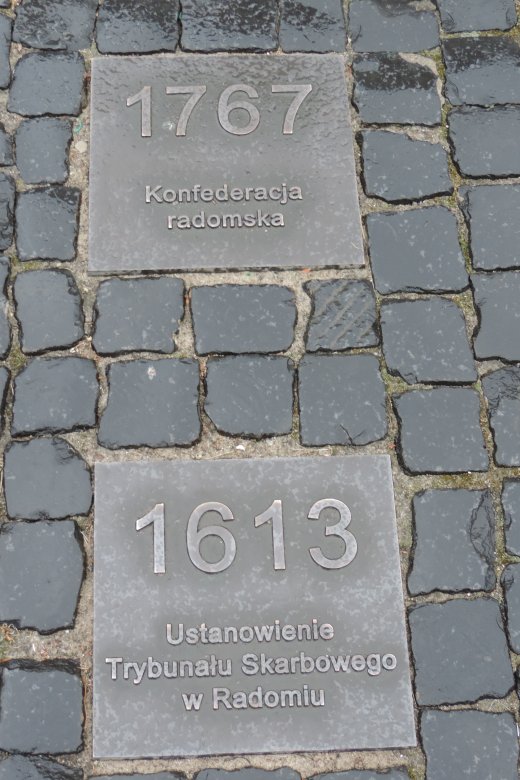 1767
Konfederacja
radomska
1613
Ustanowienie
Trybunału Skarbowego
w Radomiu